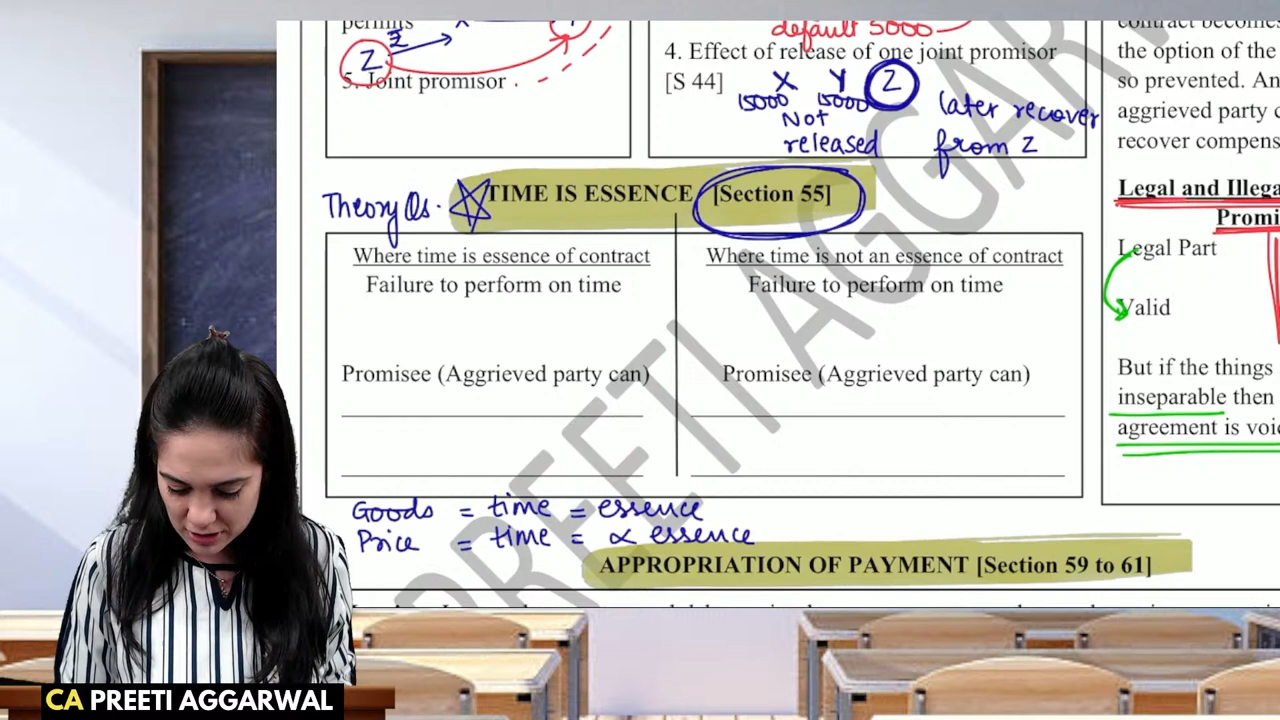 permits
Z
Z
5. Joint promisor
default 5000
4. Effect of release of one joint promisor
[S 44]
X Y Z
15000 15000
Not
released
later recover
from Z
contract becomes
the option of the
so prevented. An
aggrieved party c
recover compens
Theory Qs.
TIME IS ESSENCE [Section 55]
Where time is essence of contract
Failure to perform on time
Promisee (Aggrieved party can)
Where time is not an essence of contract
Failure to perform on time
Promisee (Aggrieved party can)
Goods = time = essence
Price = time = ∝ essence
Legal and Illega
Promi
Legal Part
Valid
But if the things
inseparable then
agreement is void
APPROPRIATION OF PAYMENT [Section 59 to 61]
PREETI AGGAR
CA PREETI AGGARWAL